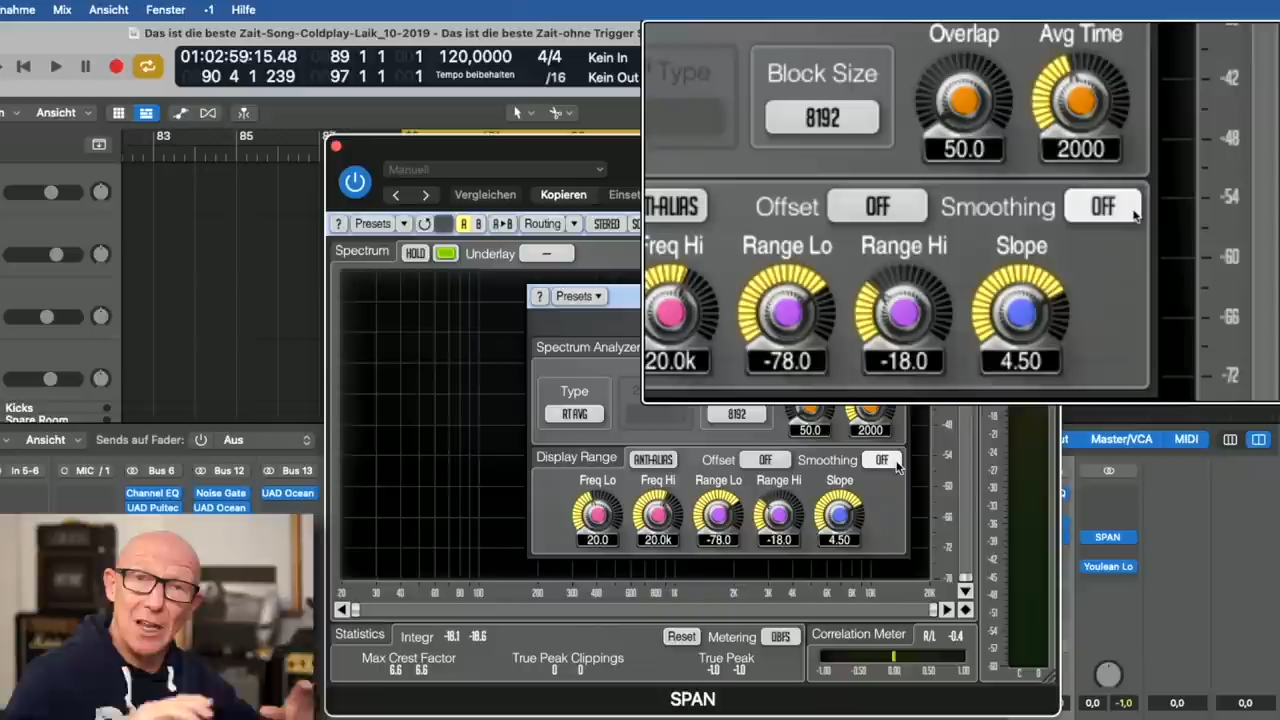 nahme Mix Ansicht Fenster -1 Hilfe
Das ist die beste Zait-Song-Coldplay-Laik_10-2019 - Das ist die beste Zait-ohne Trigger S
01:02:59:15.48 89 1 1 1 120,0000 4/4 Kein In
90 4 1 239 97 1 1 1 Tempo beibehalten /16 Kein Out
Ansicht
83 85
Manuell
Vergleichen Kopieren Einset
? Presets A B A▸B Routing STEREO
Spectrum HOLD Underlay —
? Presets
Spectrum Analyzer
Type
RT AVG 8192 50.0 2000
Display Range ANTI-ALIAS Offset OFF Smoothing OFF
Freq Lo Freq Hi Range Lo Range Hi Slope
20.0 20.0k -78.0 -18.0 4.50
20 30 40 60 80 100 200 300 400 600 1K 2K 3K 4K 6K 10K 20K
Statistics Integr -18.1 -18.6 Reset Metering DBFS Correlation Meter R/L -0.4
Max Crest Factor True Peak Clippings True Peak
6.6 6.6 0 0 -1.0 -1.0
-1.00 -0.50 0.00 0.50 1.00
SPAN
Overlap Avg Time
Type Block Size
8192
50.0 2000
TI-ALIAS Offset OFF Smoothing OFF
Freq Hi Range Lo Range Hi Slope
20.0k -78.0 -18.0 4.50
-42
-48
-54
-60
-66
-72
Kicks
Spare Room
Ansicht Sends auf Fader: Aus
In 5-6 MIC / 1 Bus 6 Bus 12 Bus 13
Channel EQ Noise Gate UAD Ocean
UAD Pultec UAD Ocean
Master/VCA MIDI
SPAN
Youlean Lo
0,0 -1,0 0,0 0,0